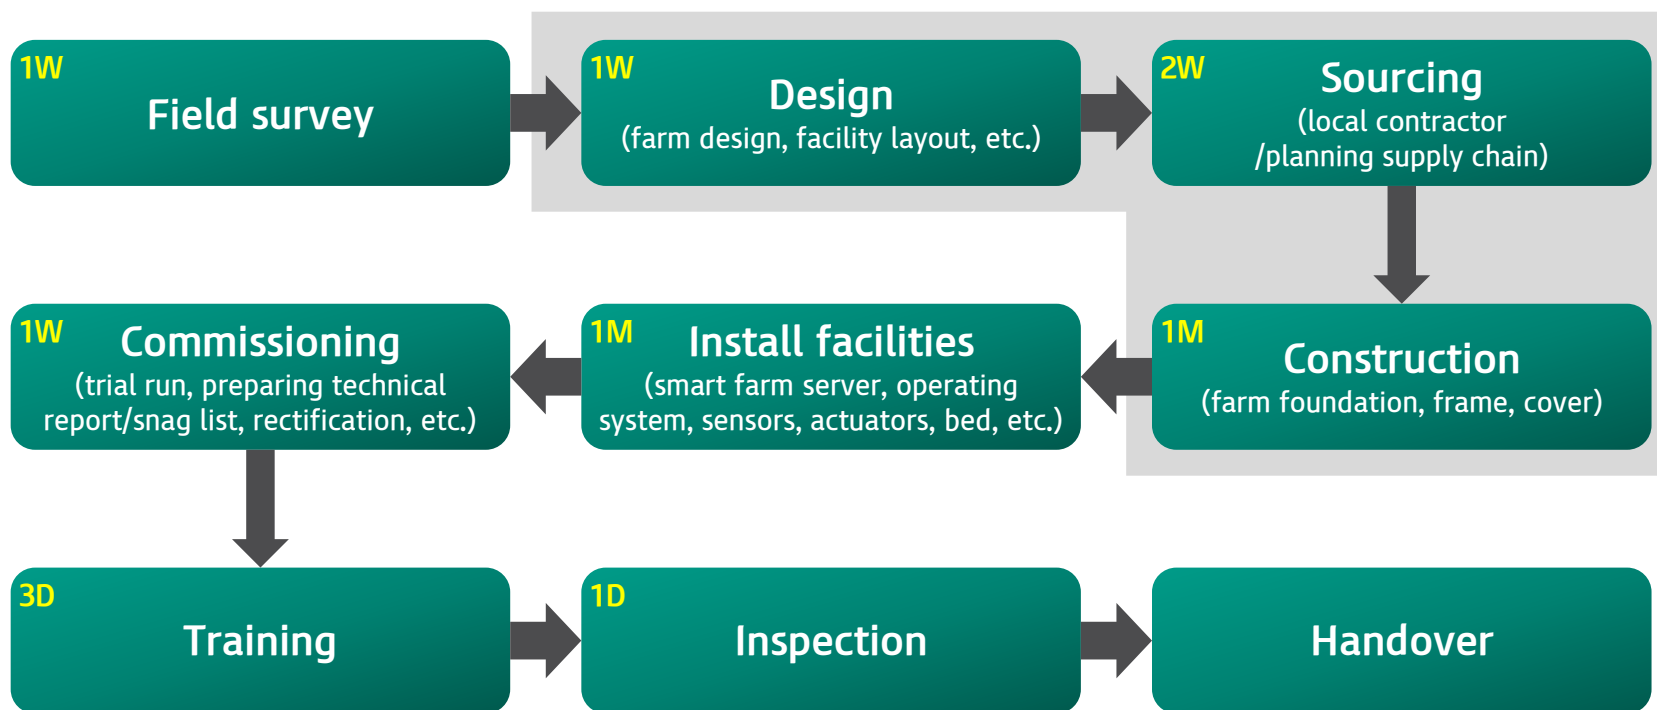 1W
Field survey
1W
Design
(farm design, facility layout, etc.)
2W
Sourcing
(local contractor
/planning supply chain)
1W
Commissioning
(trial run, preparing technical
report/snag list, rectification, etc.)
1M
Install facilities
(smart farm server, operating
system, sensors, actuators, bed, etc.)
1M
Construction
(farm foundation, frame, cover)
3D
Training
1D
Inspection
Handover